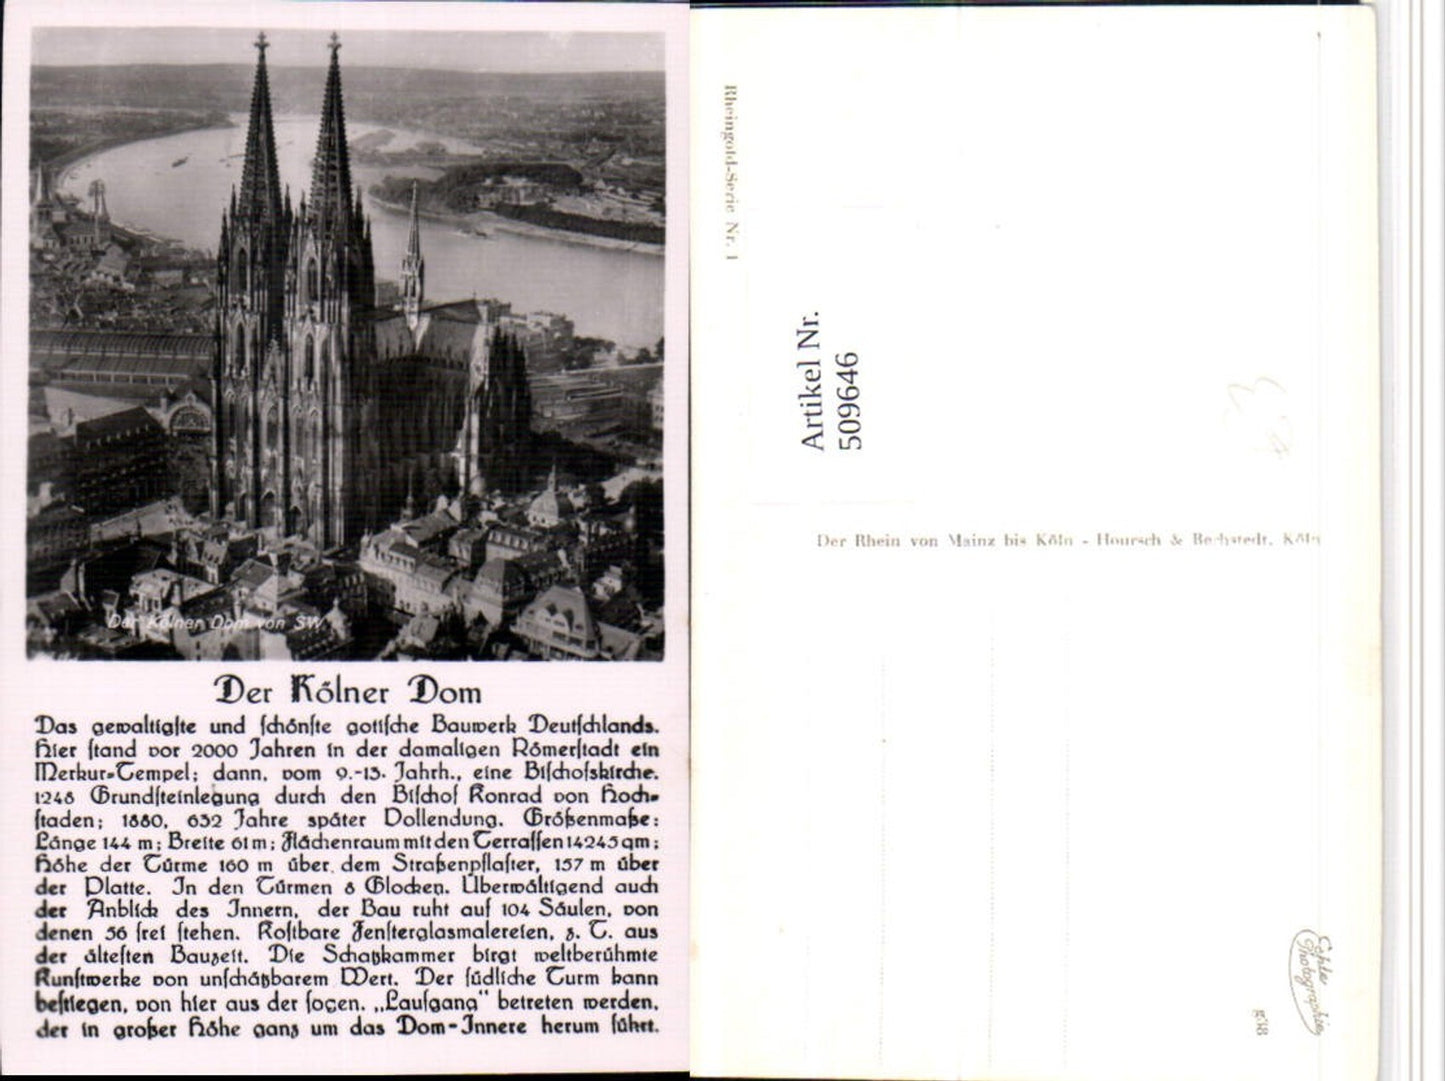 Der Kölner Dom von SW.
Der Kölner Dom
Das gewaltigste und schönste gotische Bauwerk Deutschlands.
Hier stand vor 2000 Jahren in der damaligen Römerstadt ein
Merkur-Tempel; dann, vom 9.-13. Jahrh., eine Bischofskirche.
1248 Grundsteinlegung durch den Bischof Konrad von Hoch-
staden; 1880, 632 Jahre später Vollendung. Größenmaße:
Länge 144 m; Breite 61 m; Flächenraum mit den Terrassen 14245 qm;
Höhe der Türme 160 m über dem Straßenpflaster, 157 m über
der Platte. In den Türmen 8 Glocken. Überwältigend auch
der Anblick des Innern, der Bau ruht auf 104 Säulen, von
denen 56 frei stehen. Kostbare Fensterglasmalereien, z. T. aus
der ältesten Bauzeit. Die Schatzkammer birgt weltberühmte
Kunstwerke von unschätzbarem Wert. Der südliche Turm kann
bestiegen, von hier aus der sogen. „Laufgang" betreten werden,
der in großer Höhe ganz um das Dom-Innere herum führt.
Rheingold-Serie Nr. 1
Artikel Nr.
5096646
Der Rhein von Mainz bis Köln - Hoursch & Bechstedt, Köln
Echte
Photographie
g38